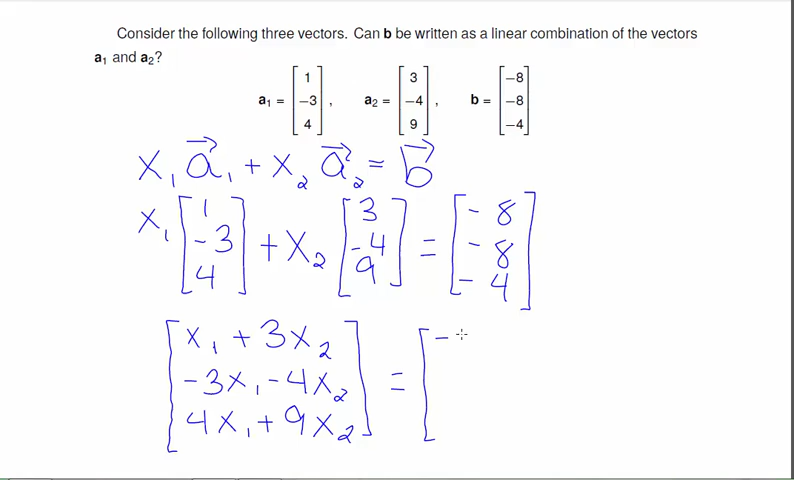 Consider the following three vectors. Can b be written as a linear combination of the vectors
a₁ and a₂?
a₁ = [1 −3 4], a₂ = [3 −4 9], b = [−8 −8 −4]
x₁ a⃗₁ + x₂ a⃗₂ = b⃗
x₁ [1 −3 4] + x₂ [3 −4 9] = [−8 −8 −4]
[x₁ + 3x₂
−3x₁ − 4x₂
4x₁ + 9x₂] = [−